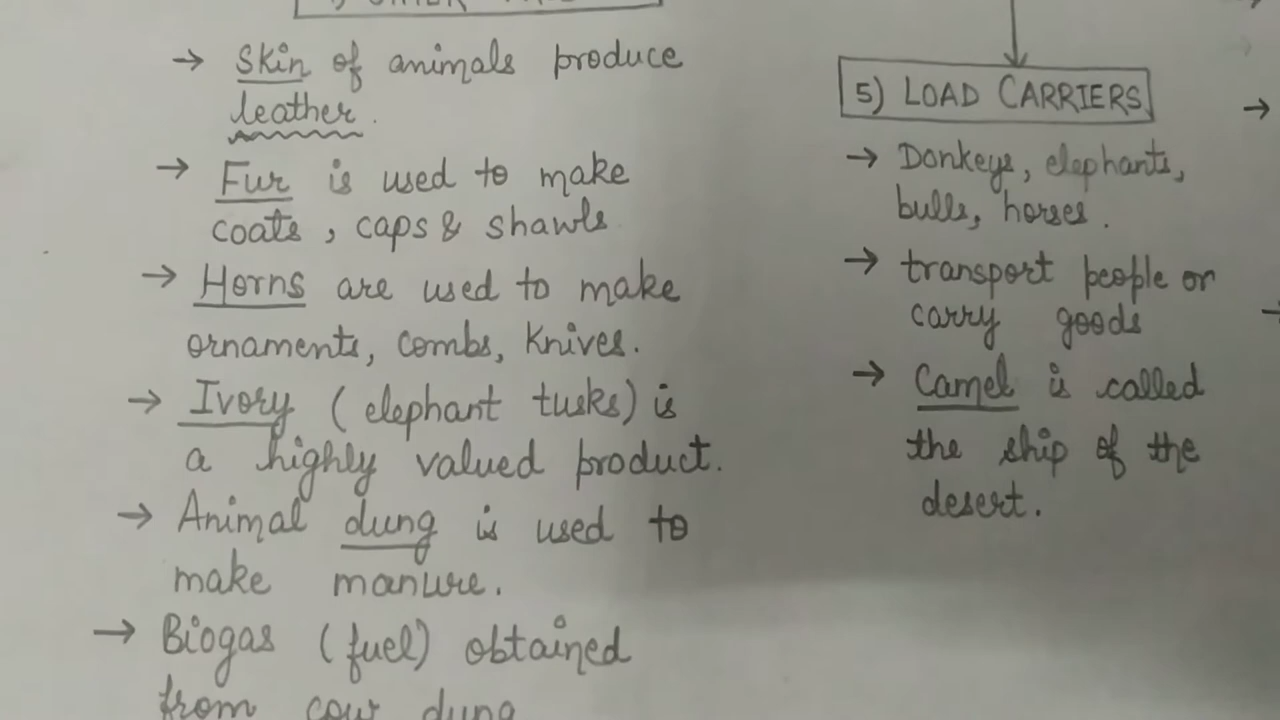 → Skin of animals produce
leather.
→ Fur is used to make
coats, caps & shawls
→ Horns are used to make
ornaments, combs, knives.
→ Ivory (elephant tusks) is
a highly valued product.
→ Animal dung is used to
make manure.
→ Biogas (fuel) obtained
from cow dung
5) LOAD CARRIERS
→ Donkeys, elephants,
bulls, horses.
→ transport people or
carry goods
→ Camel is called
the ship of the
desert.